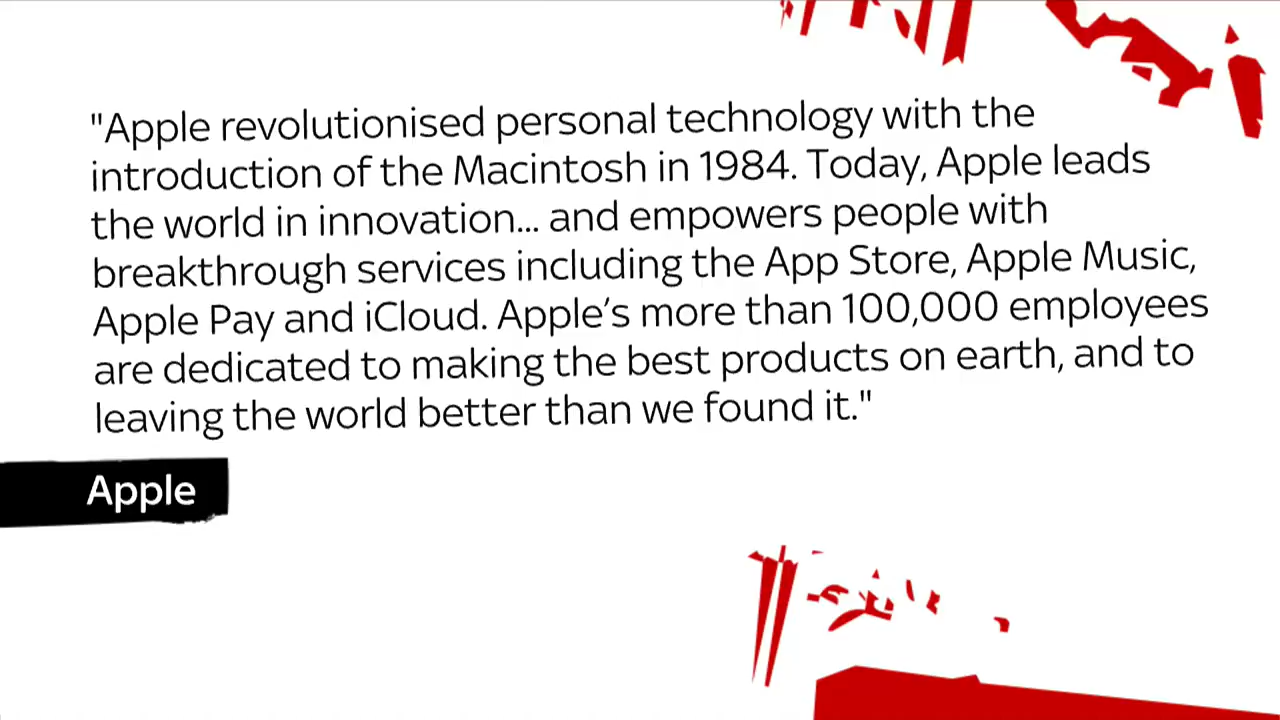 "Apple revolutionised personal technology with the
introduction of the Macintosh in 1984. Today, Apple leads
the world in innovation... and empowers people with
breakthrough services including the App Store, Apple Music,
Apple Pay and iCloud. Apple’s more than 100,000 employees
are dedicated to making the best products on earth, and to
leaving the world better than we found it."
Apple